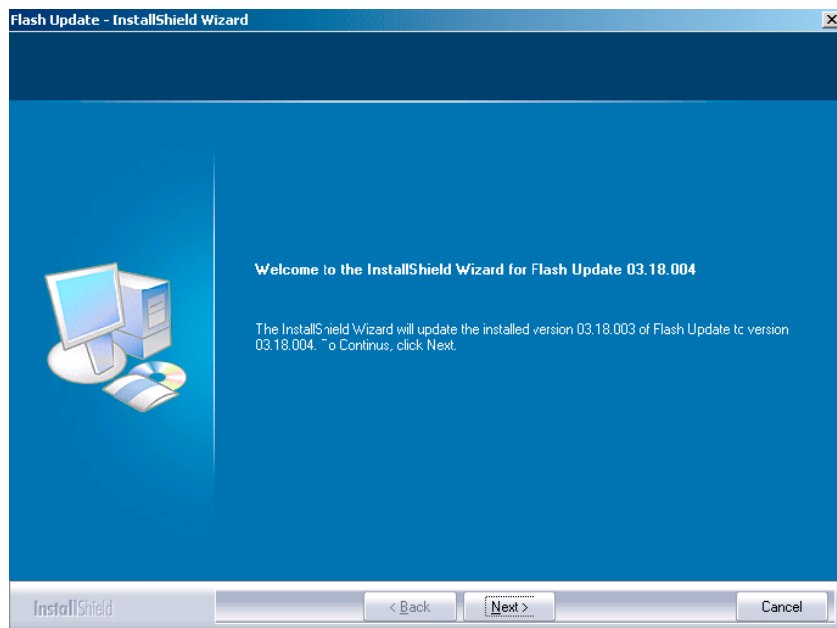 Flash Update - InstallShield Wizard
Welcome to the InstallShield Wizard for Flash Update 03.18.004
The InstallShield Wizard will update the installed version 03.18.003 of Flash Update to version
03.18.004. To Continus, click Next.
InstallShield
< Back
Next >
Cancel